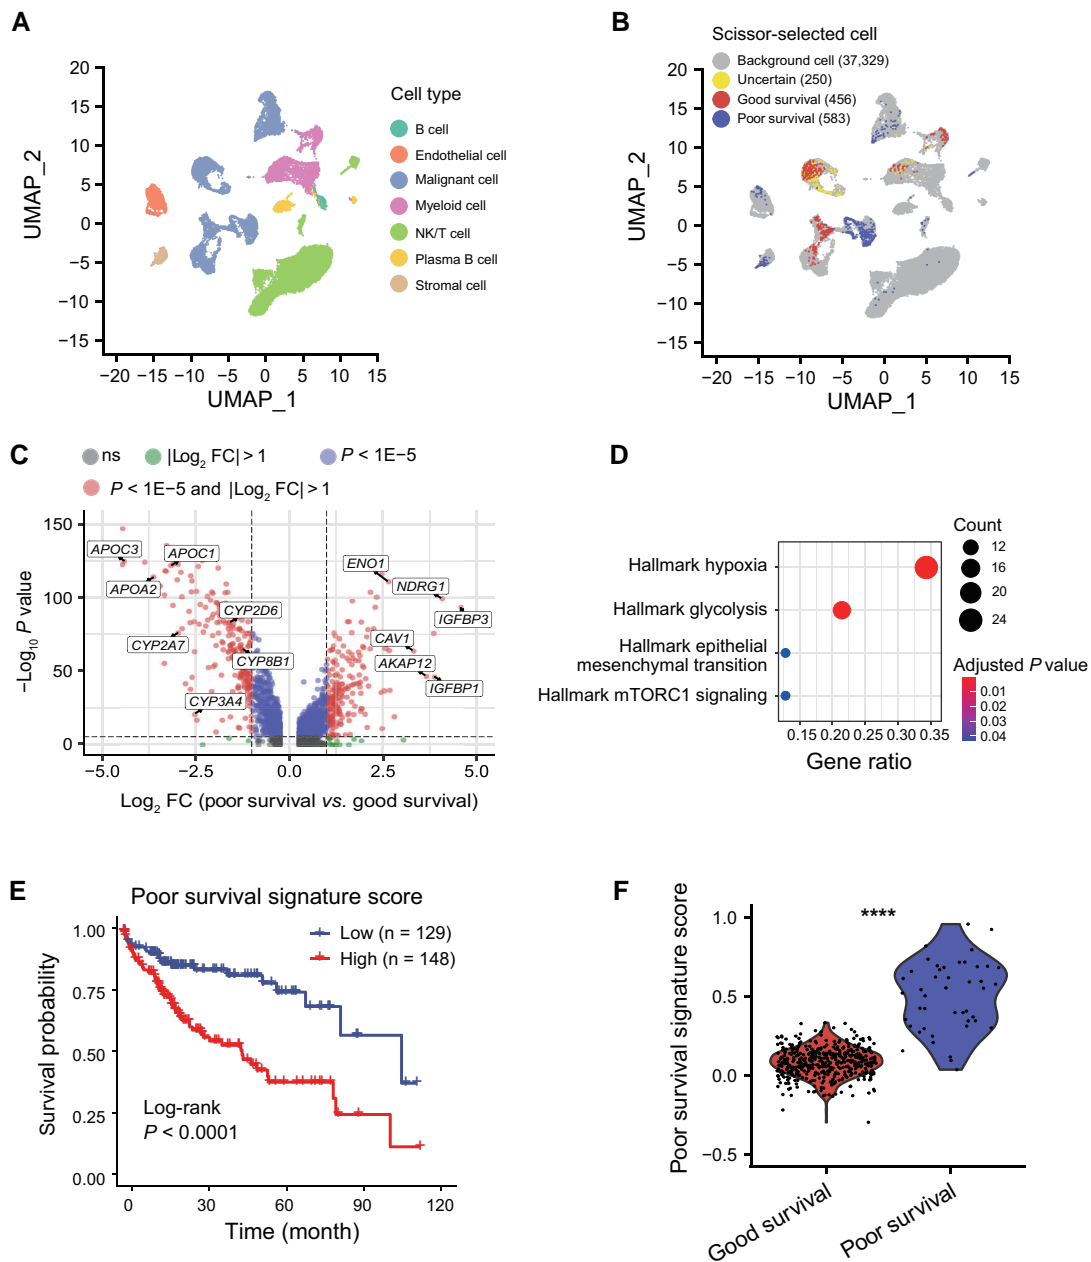 A
20
15
10
5
0
−5
−10
−15
UMAP_2
−20 −15 −10 −5 0 5 10 15
UMAP_1
Cell type
B cell
Endothelial cell
Malignant cell
Myeloid cell
NK/T cell
Plasma B cell
Stromal cell
B
Scissor-selected cell
Background cell (37,329)
Uncertain (250)
Good survival (456)
Poor survival (583)
20
15
10
5
0
−5
−10
−15
UMAP_2
−20 −15 −10 −5 0 5 10 15
UMAP_1
C
ns |Log2 FC| > 1 P < 1E−5
P < 1E−5 and |Log2 FC| > 1
150
100
50
0
−Log10 P value
APOC3
APOC1
APOA2
CYP2D6
CYP2A7
CYP8B1
CYP3A4
ENO1
NDRG1
IGFBP3
CAV1
AKAP12
IGFBP1
−5.0 −2.5 0.0 2.5 5.0
Log2 FC (poor survival vs. good survival)
D
Hallmark hypoxia
Hallmark glycolysis
Hallmark epithelial
mesenchymal transition
Hallmark mTORC1 signaling
0.15 0.20 0.25 0.30 0.35
Gene ratio
Count
12
16
20
24
Adjusted P value
0.01
0.02
0.03
0.04
E
Poor survival signature score
Low (n = 129)
High (n = 148)
1.00
0.75
0.50
0.25
0.00
Survival probability
Log-rank
P < 0.0001
0 30 60 90 120
Time (month)
F
1.0
0.5
0.0
−0.5
Poor survival signature score
****
Good survival
Poor survival